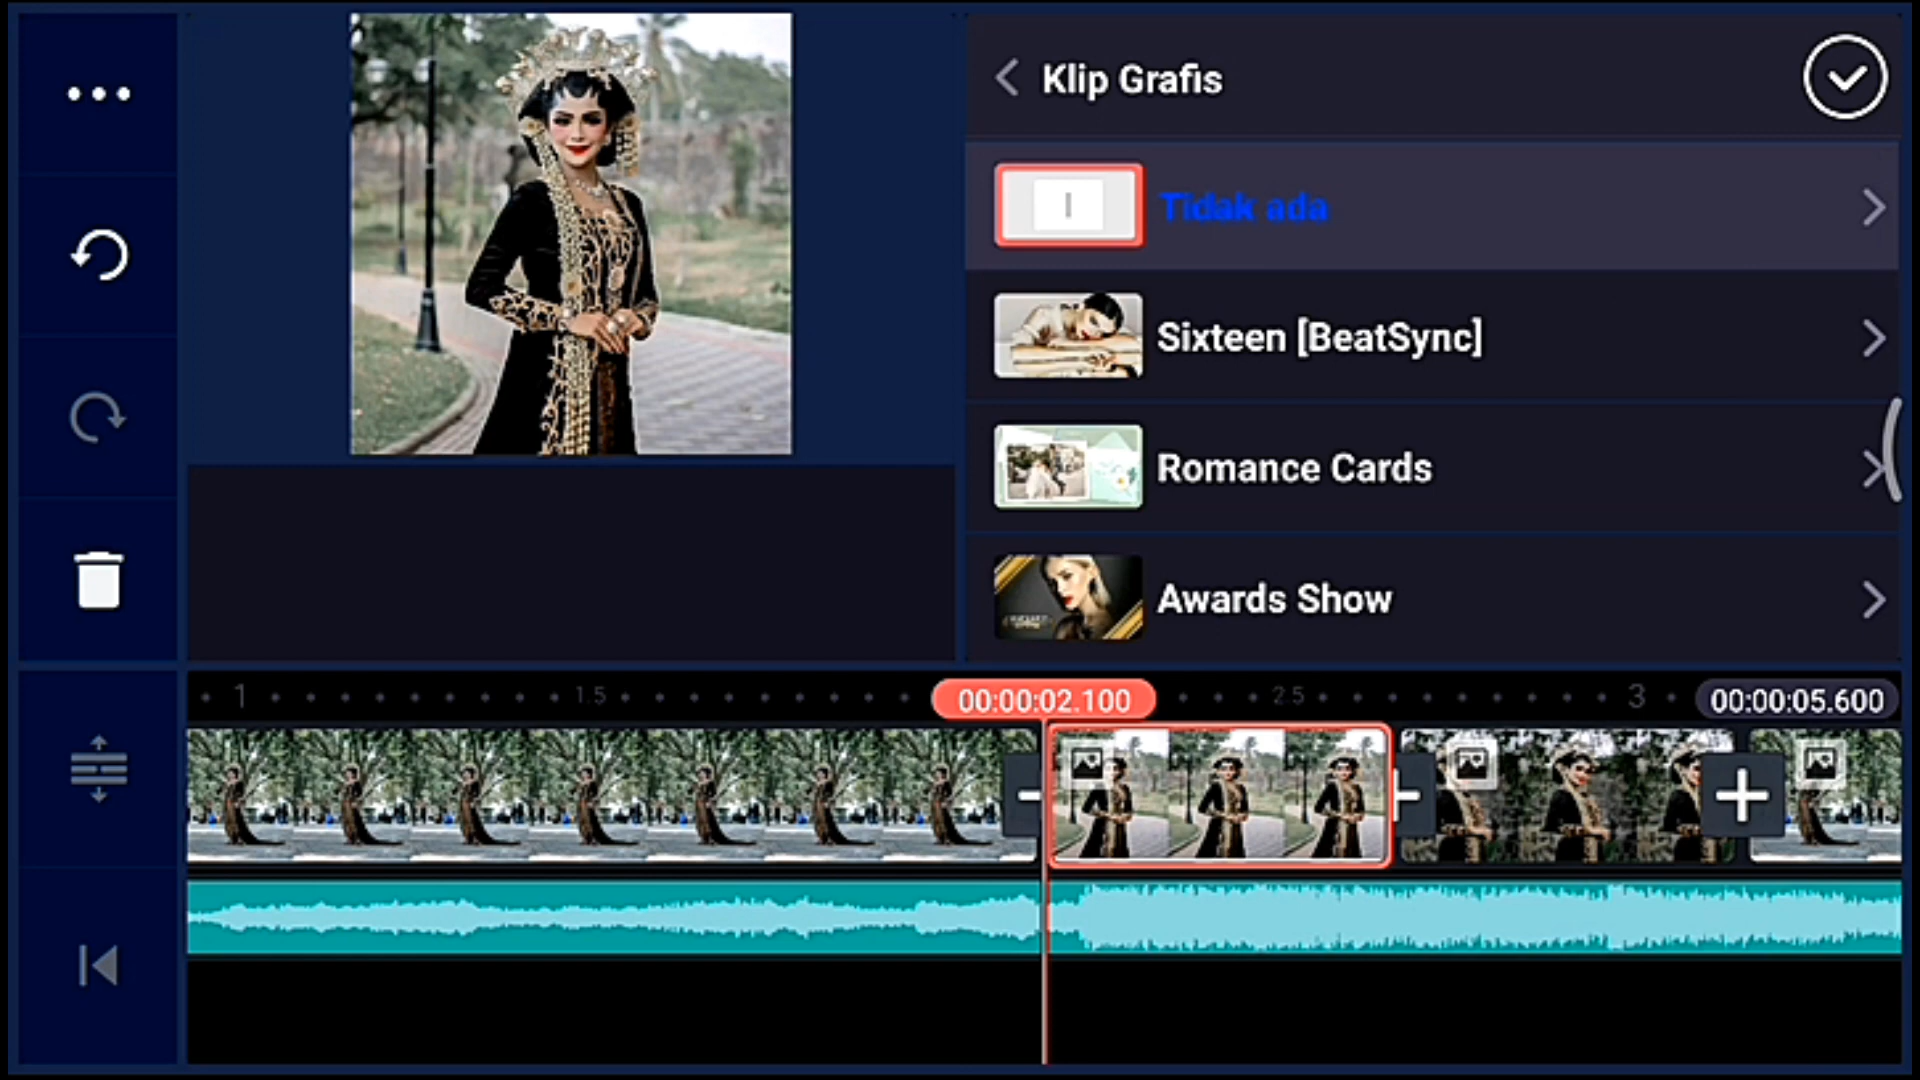 Klip Grafis
Tidak ada
Sixteen [BeatSync]
Romance Cards
Awards Show
1
1.5
00:00:02.100
2.5
3
00:00:05.600